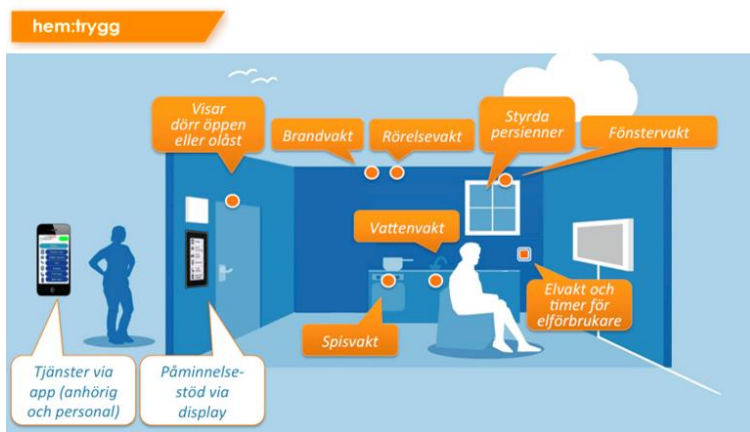 hem:trygg
Visar
dörr öppen
eller olåst
Brandvakt
Rörelsevakt
Styrda
persienner
Fönstervakt
Vattenvakt
Spisvakt
Elvakt och
timer för
elförbrukare
Tjänster via
app (anhörig
och personal)
Påminnelse-
stöd via
display